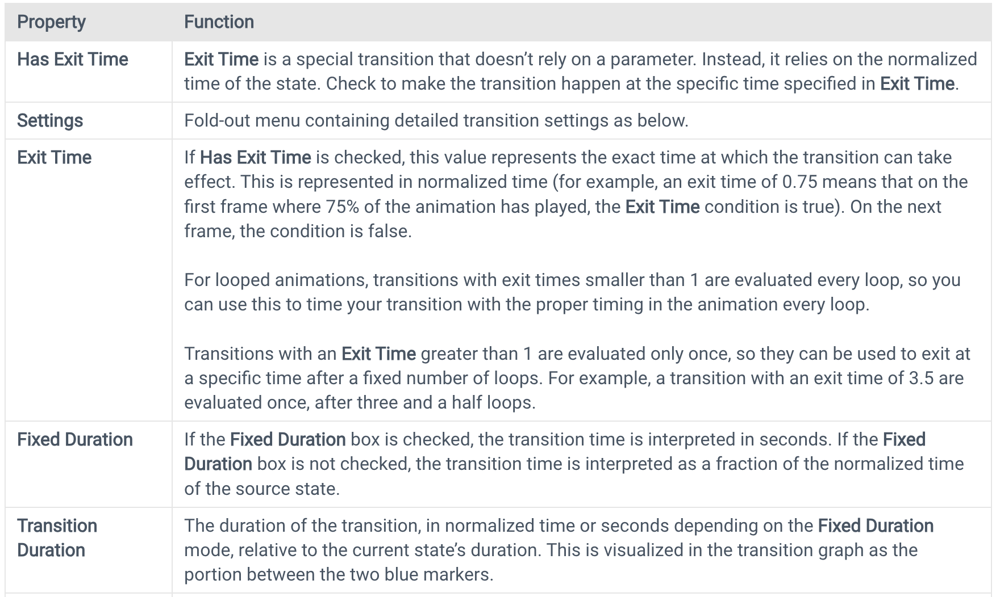 Property
Function
Has Exit Time
Exit Time is a special transition that doesn’t rely on a parameter. Instead, it relies on the normalized
time of the state. Check to make the transition happen at the specific time specified in Exit Time.
Settings
Fold-out menu containing detailed transition settings as below.
Exit Time
If Has Exit Time is checked, this value represents the exact time at which the transition can take
effect. This is represented in normalized time (for example, an exit time of 0.75 means that on the
first frame where 75% of the animation has played, the Exit Time condition is true). On the next
frame, the condition is false.
For looped animations, transitions with exit times smaller than 1 are evaluated every loop, so you
can use this to time your transition with the proper timing in the animation every loop.
Transitions with an Exit Time greater than 1 are evaluated only once, so they can be used to exit at
a specific time after a fixed number of loops. For example, a transition with an exit time of 3.5 are
evaluated once, after three and a half loops.
Fixed Duration
If the Fixed Duration box is checked, the transition time is interpreted in seconds. If the Fixed
Duration box is not checked, the transition time is interpreted as a fraction of the normalized time
of the source state.
Transition
Duration
The duration of the transition, in normalized time or seconds depending on the Fixed Duration
mode, relative to the current state’s duration. This is visualized in the transition graph as the
portion between the two blue markers.